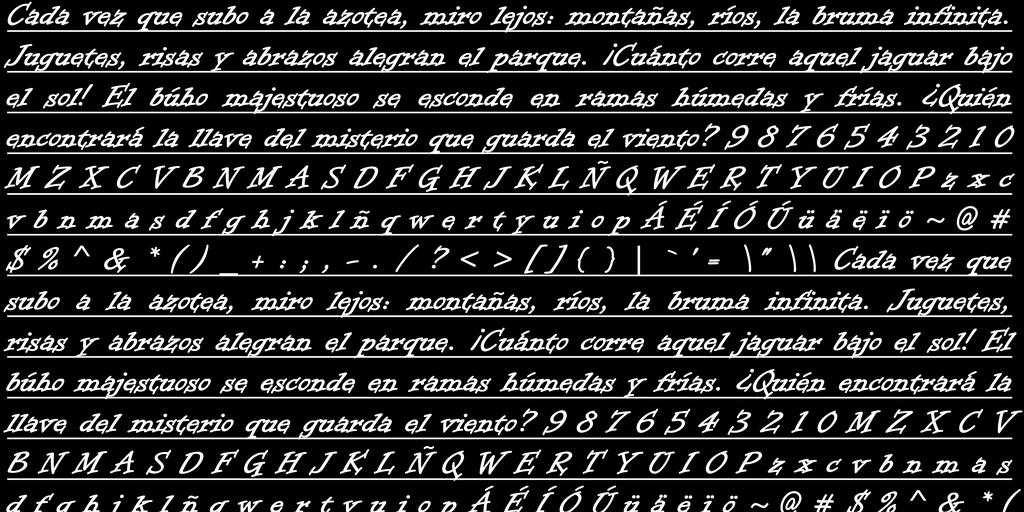 Cada vez que subo a la azotea, miro lejos: montañas, ríos, la bruma infinita.
Juguetes, risas y abrazos alegran el parque. ¡Cuánto corre aquel jaguar bajo
el sol! El búho majestuoso se esconde en ramas húmedas y frías. ¿Quién
encontrará la llave del misterio que guarda el viento? 9 8 7 6 5 4 3 2 1 0
M Z X C V B N M A S D F G H J K L Ñ Q W E R T Y U I O P z x c
v b n m a s d f g h j k l ñ q w e r t y u i o p Á É Í Ó Ú ü ä ë ï ö ~ @ #
$ % ^ & * ( ) _ + : ; , - . / ? < > [ ] { } | ` ' = \ " \ \ Cada vez que
subo a la azotea, miro lejos: montañas, ríos, la bruma infinita. Juguetes,
risas y abrazos alegran el parque. ¡Cuánto corre aquel jaguar bajo el sol! El
búho majestuoso se esconde en ramas húmedas y frías. ¿Quién encontrará la
llave del misterio que guarda el viento? 9 8 7 6 5 4 3 2 1 0 M Z X C V
B N M A S D F G H J K L Ñ Q W E R T Y U I O P z x c v b n m a s
d f g h j k l ñ q w e r t y u i o p Á É Í Ó Ú ü ä ë ï ö ~ @ # $ % ^ & * (